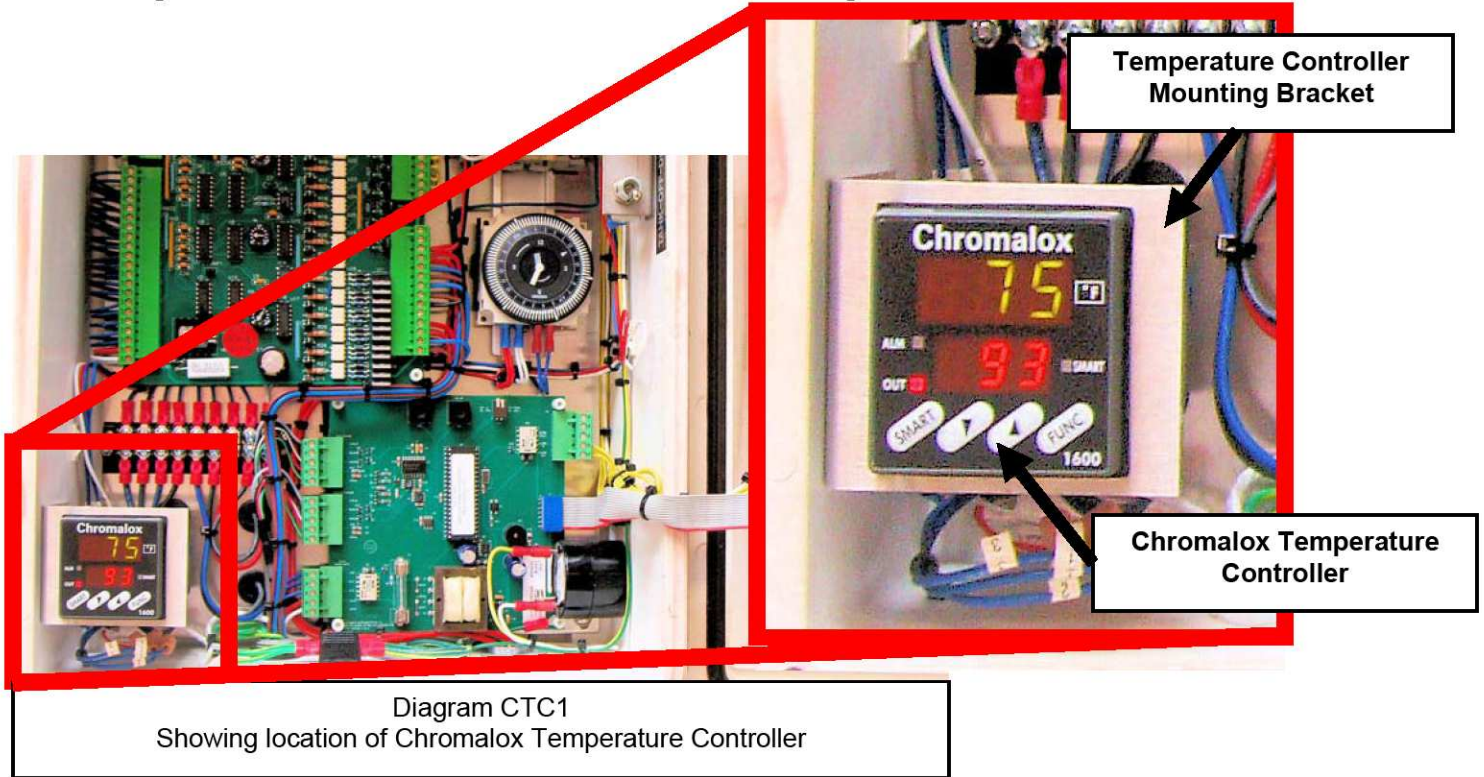 Temperature Controller
Mounting Bracket
Chromalox
75 °F
ALM
93
SMART
OUT
SMART
FUNC
1600
Chromalox
75 °F
93
1600
Chromalox Temperature
Controller
Diagram CTC1
Showing location of Chromalox Temperature Controller